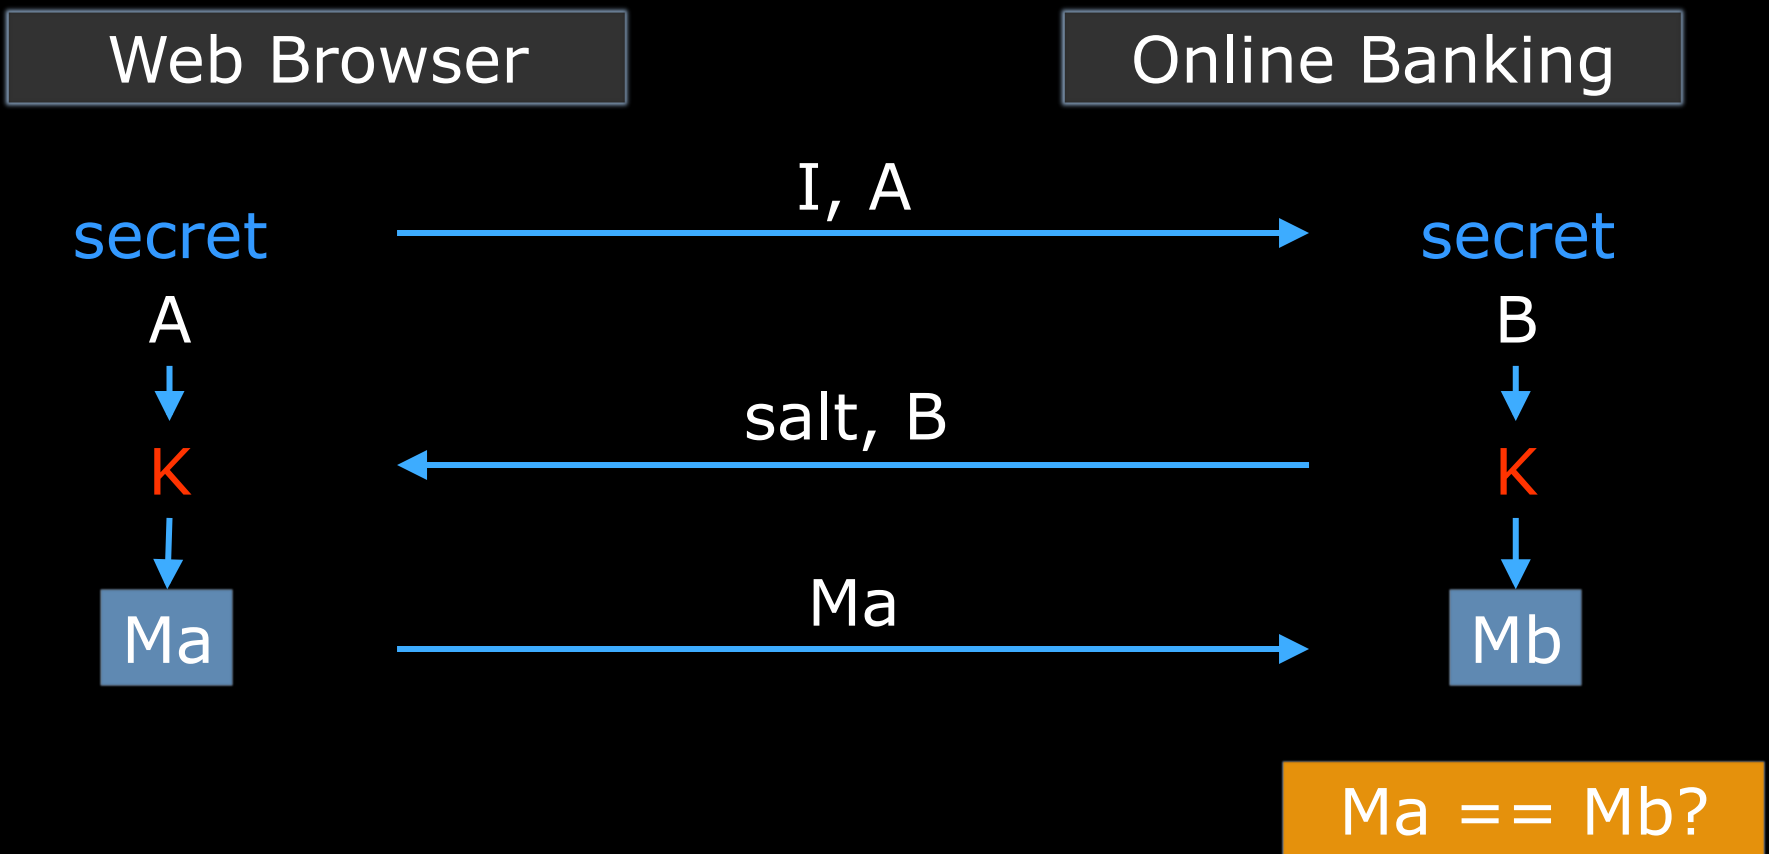 Web Browser
Online Banking
I, A
secret
secret
A
B
salt, B
K
K
Ma
Ma
Mb
Ma == Mb?